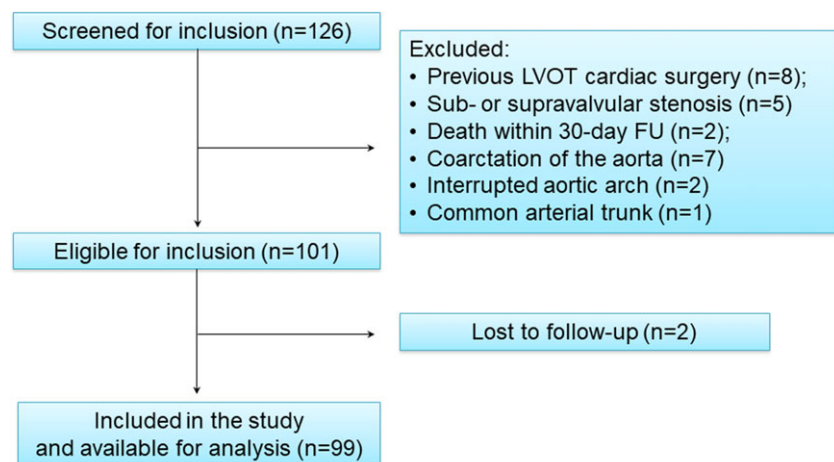 Screened for inclusion (n=126)
Excluded:
• Previous LVOT cardiac surgery (n=8);
• Sub- or supravalvular stenosis (n=5)
• Death within 30-day FU (n=2);
• Coarctation of the aorta (n=7)
• Interrupted aortic arch (n=2)
• Common arterial trunk (n=1)
Eligible for inclusion (n=101)
Lost to follow-up (n=2)
Included in the study
and available for analysis (n=99)